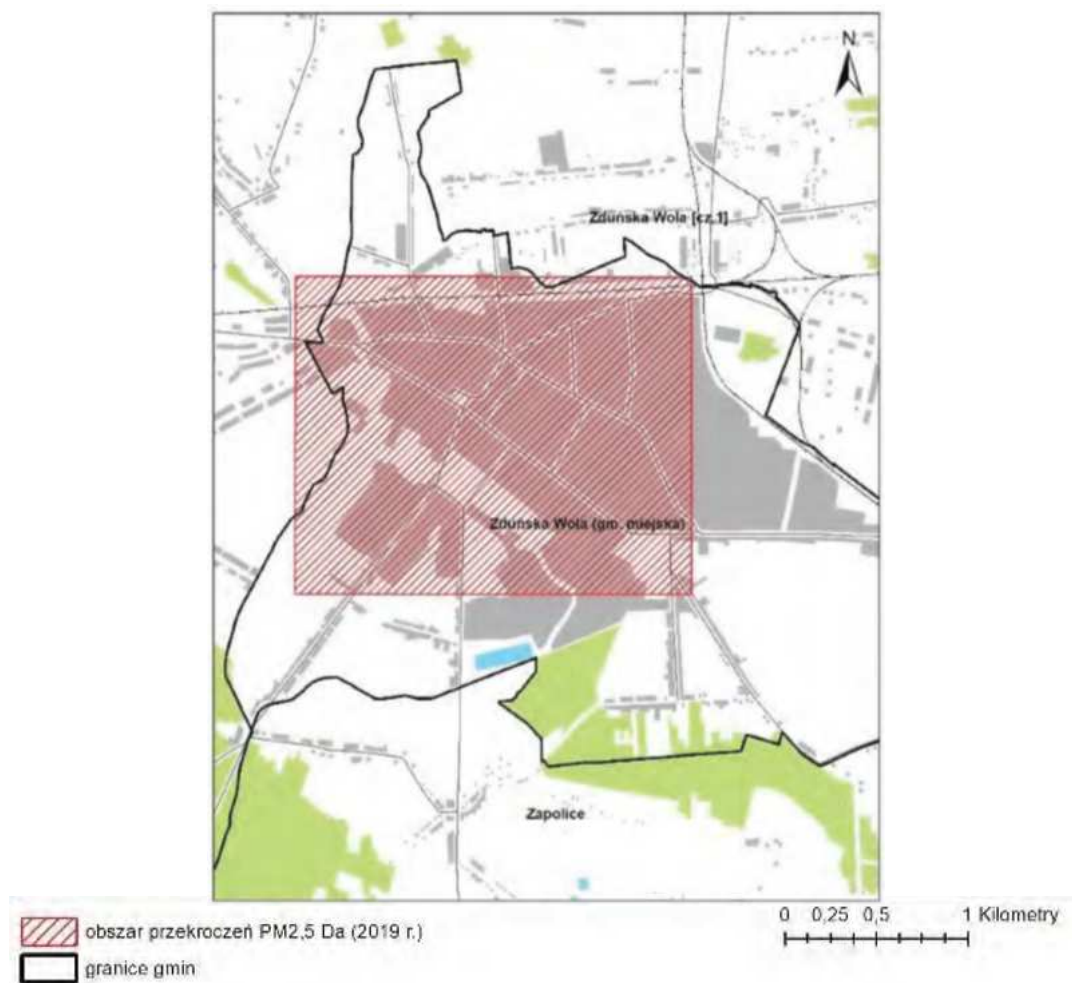 N
Zduńska Wola [cz.1]
Zduńska Wola (gm. miejska)
Zapolice
obszar przekroczeń PM2,5 Da (2019 r.)
granice gmin
0 0,25 0,5 1 Kilometry